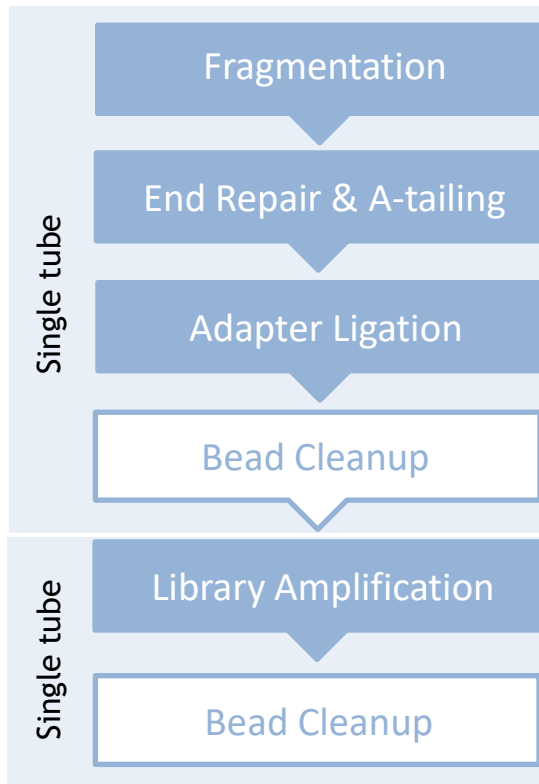 Single tube
Fragmentation
End Repair & A-tailing
Adapter Ligation
Bead Cleanup
Single tube
Library Amplification
Bead Cleanup